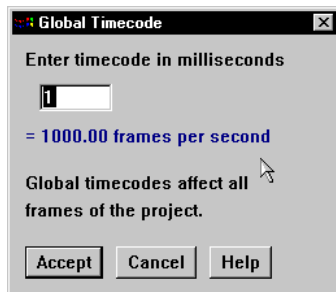 Global Timecode
Enter timecode in milliseconds
1
= 1000.00 frames per second
Global timecodes affect all
frames of the project.
Accept Cancel Help